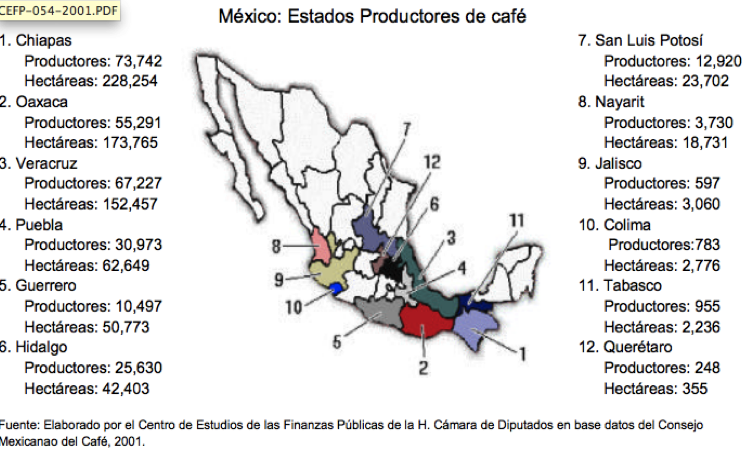 CEFP-054-2001.PDF
México: Estados Productores de café
1. Chiapas
Productores: 73,742
Hectáreas: 228,254
2. Oaxaca
Productores: 55,291
Hectáreas: 173,765
3. Veracruz
Productores: 67,227
Hectáreas: 152,457
4. Puebla
Productores: 30,973
Hectáreas: 62,649
5. Guerrero
Productores: 10,497
Hectáreas: 50,773
6. Hidalgo
Productores: 25,630
Hectáreas: 42,403
7
12
6
3
4
11
8
9
10
5
2
1
7. San Luis Potosí
Productores: 12,920
Hectáreas: 23,702
8. Nayarit
Productores: 3,730
Hectáreas: 18,731
9. Jalisco
Productores: 597
Hectáreas: 3,060
10. Colima
Productores:783
Hectáreas: 2,776
11. Tabasco
Productores: 955
Hectáreas: 2,236
12. Querétaro
Productores: 248
Hectáreas: 355
Fuente: Elaborado por el Centro de Estudios de las Finanzas Públicas de la H. Cámara de Diputados en base datos del Consejo
Mexicanao del Café, 2001.